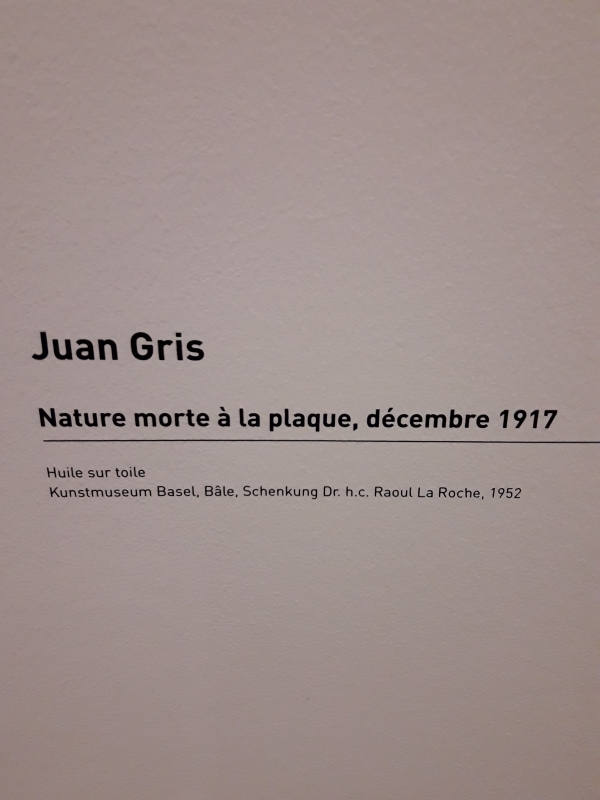 Juan Gris
Nature morte à la plaque, décembre 1917
Huile sur toile
Kunstmuseum Basel, Bâle, Schenkung Dr. h.c. Raoul La Roche, 1952